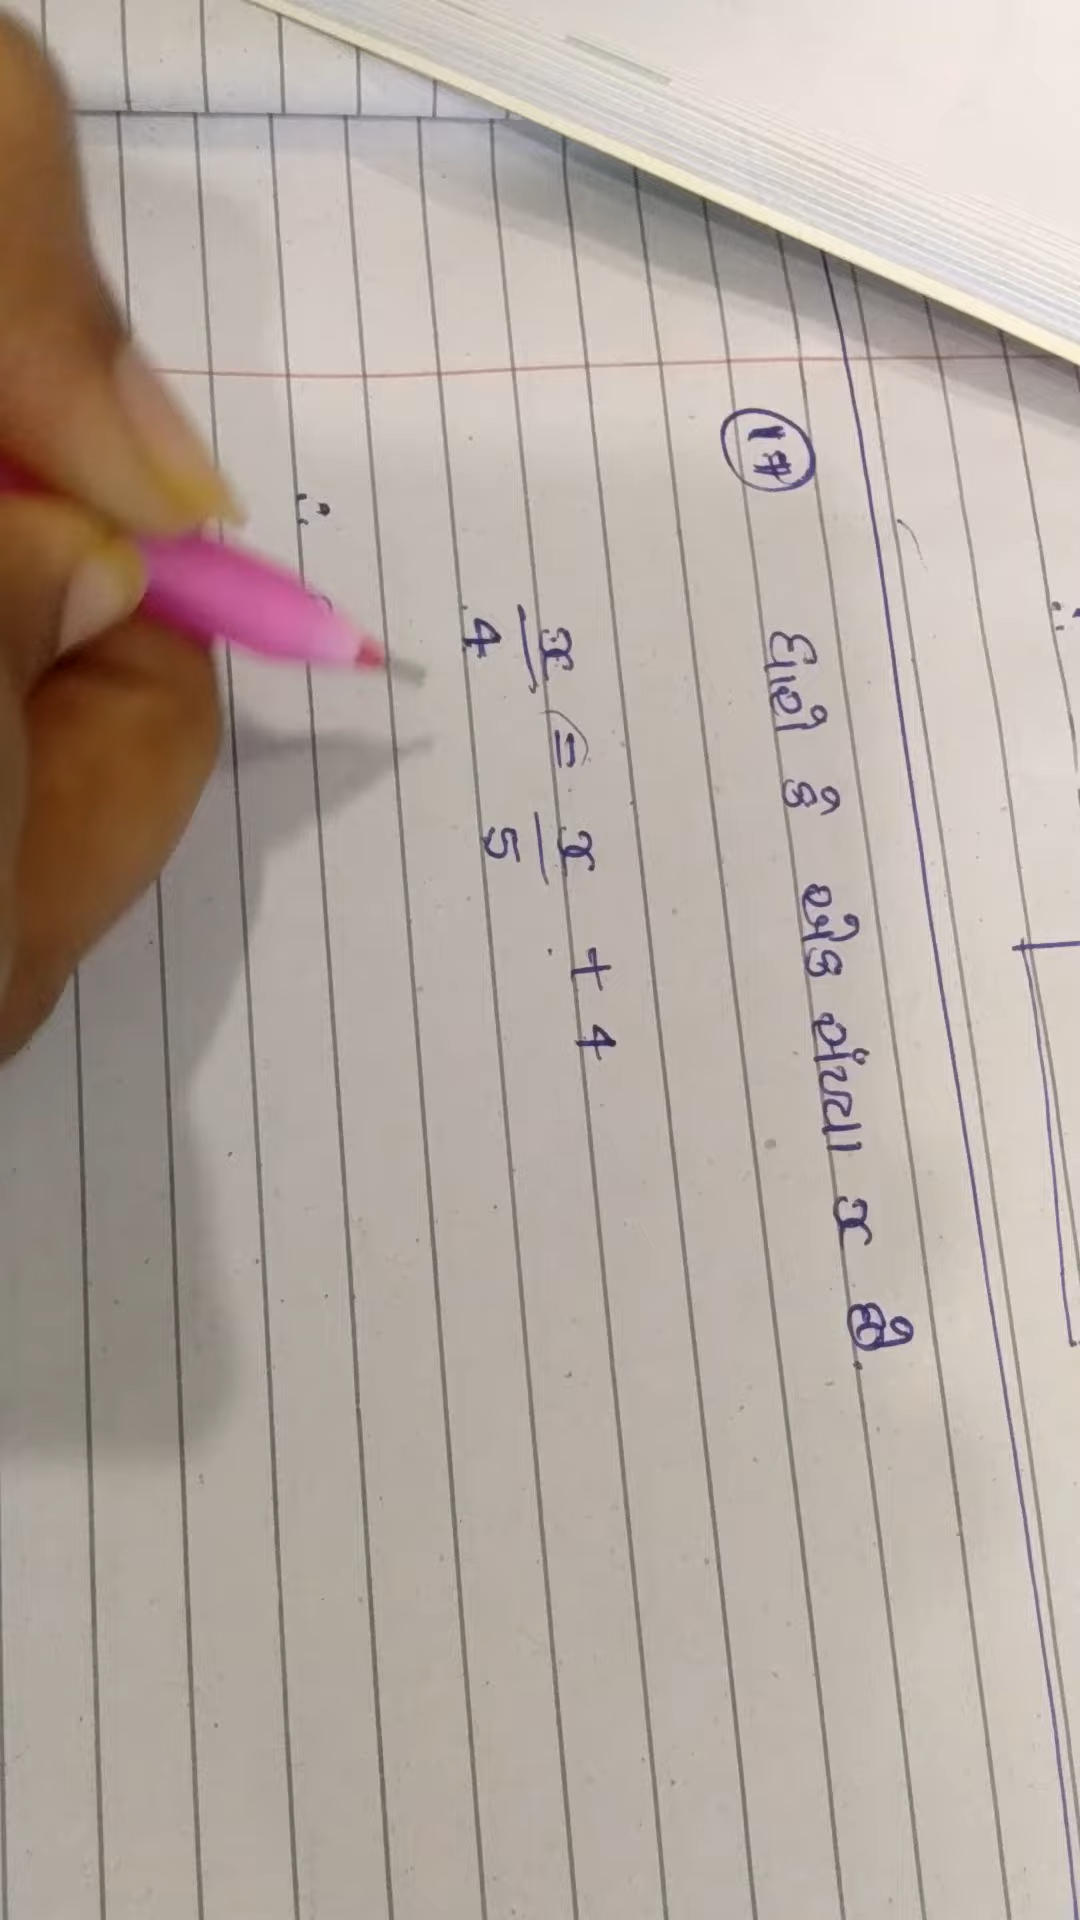 17 ધારો કે એક સંખ્યા x છે.
x/4 = x/5 + 4
∴